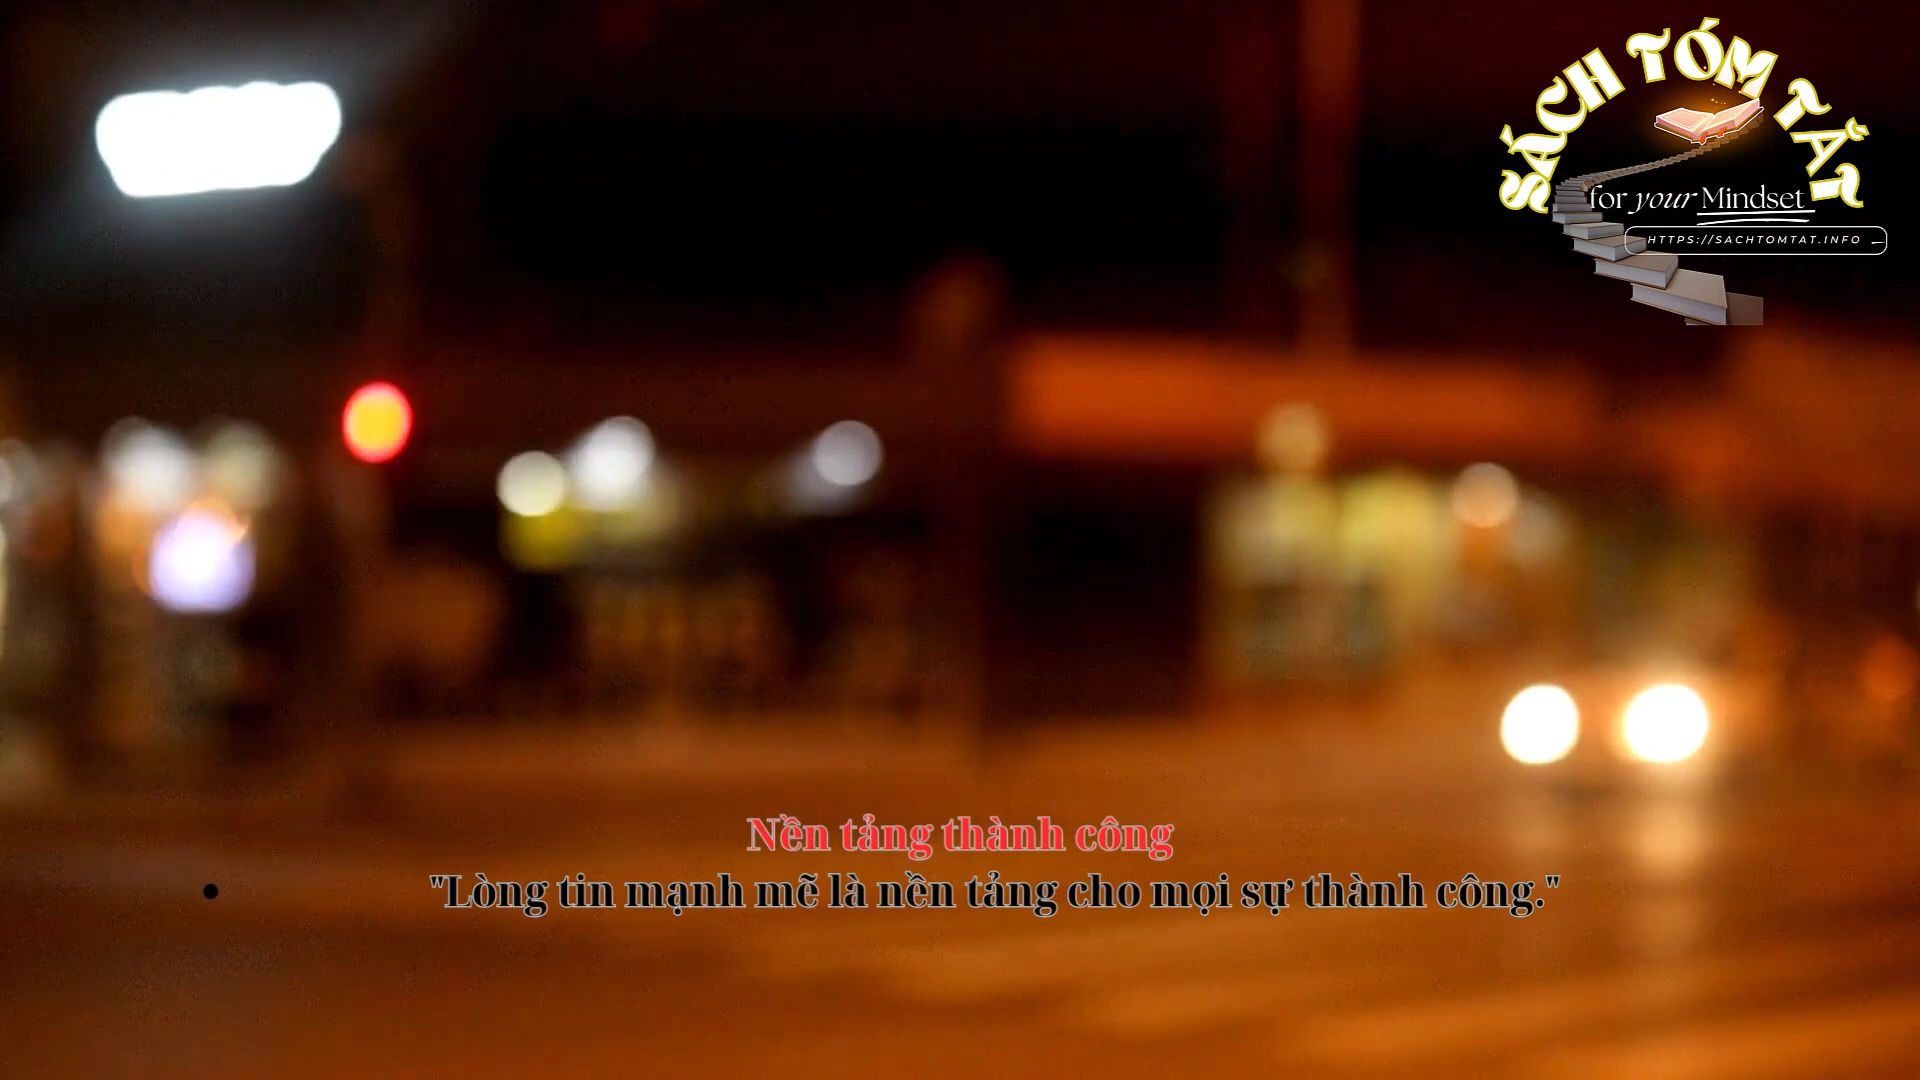 SÁCH TÓM TẮT
for your Mindset
HTTPS://SACHTOMTAT.INFO
Nền tảng thành công
• "Lòng tin mạnh mẽ là nền tảng cho mọi sự thành công."